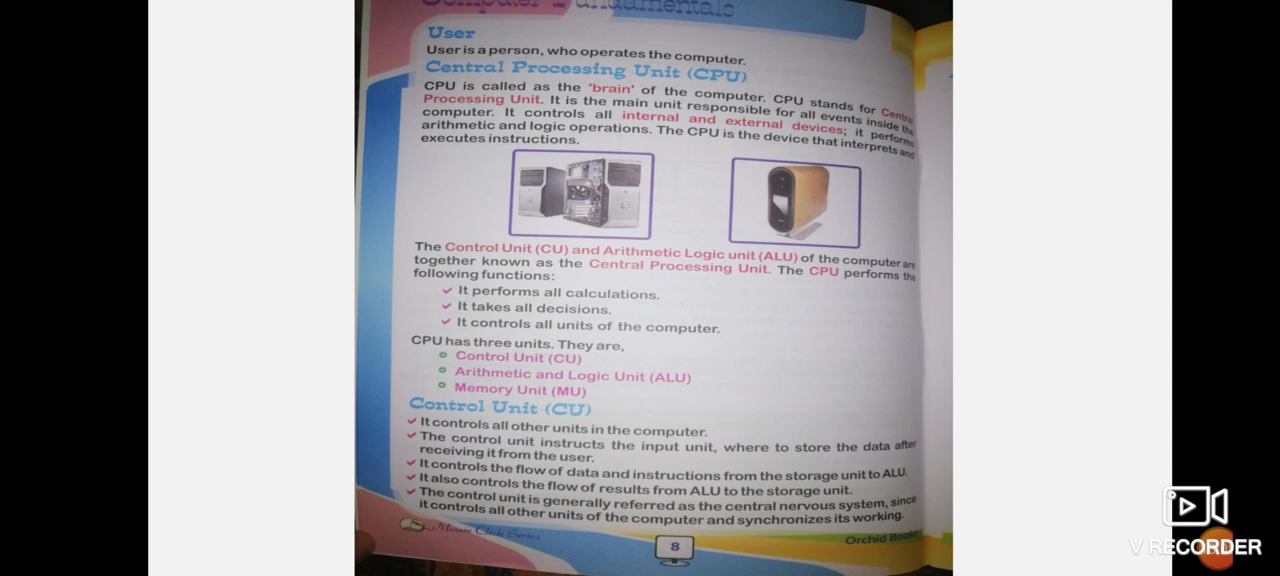 Computer Fundamentals
User
User is a person, who operates the computer.
Central Processing Unit (CPU)
CPU is called as the 'brain' of the computer. CPU stands for Central
Processing Unit. It is the main unit responsible for all events inside the
computer. It controls all internal and external devices; it performs
arithmetic and logic operations. The CPU is the device that interprets and
executes instructions.
The Control Unit (CU) and Arithmetic Logic unit (ALU) of the computer are
together known as the Central Processing Unit. The CPU performs the
following functions:
It performs all calculations.
It takes all decisions.
It controls all units of the computer.
CPU has three units. They are,
Control Unit (CU)
Arithmetic and Logic Unit (ALU)
Memory Unit (MU)
Control Unit (CU)
It controls all other units in the computer.
The control unit instructs the input unit, where to store the data after
receiving it from the user.
It controls the flow of data and instructions from the storage unit to ALU.
It also controls the flow of results from ALU to the storage unit.
The control unit is generally referred as the central nervous system, since
it controls all other units of the computer and synchronizes its working.
Mouse Click Series
8
Orchid Books
V RECORDER